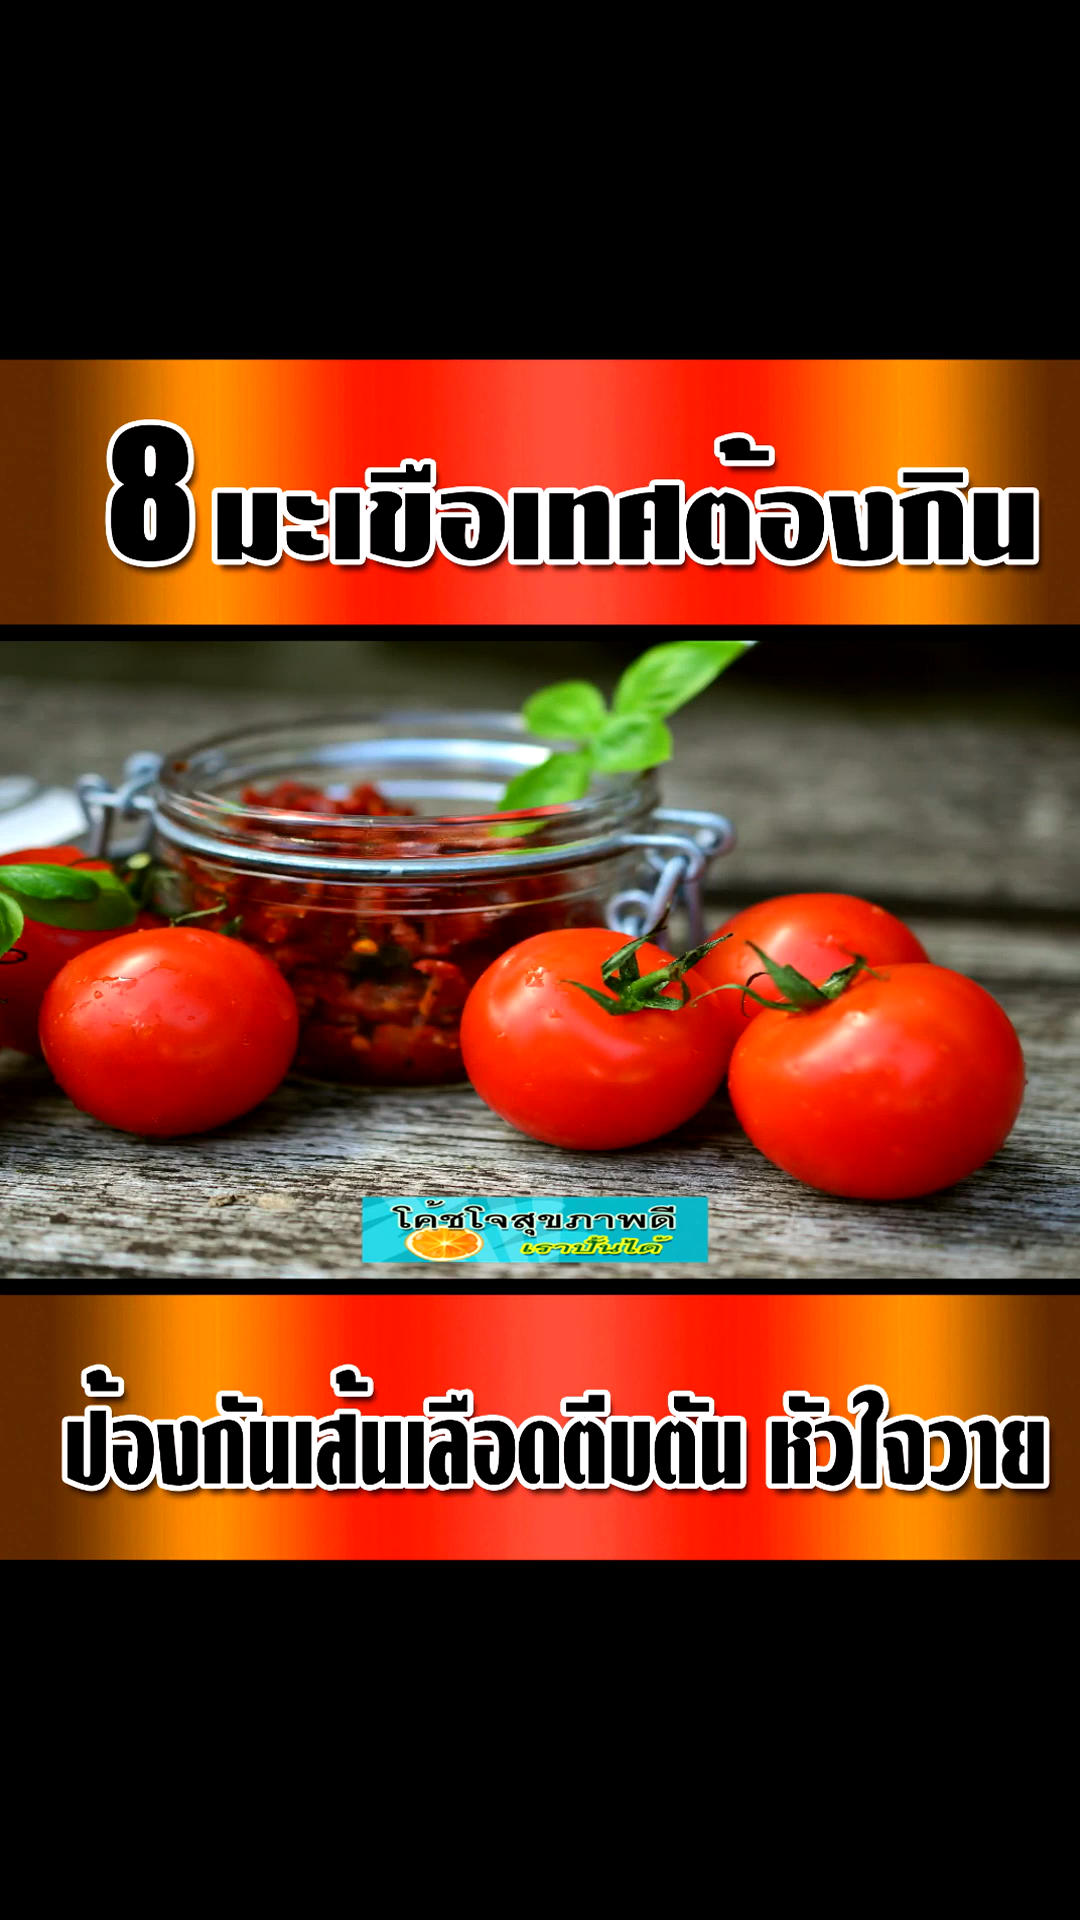 8 มะเขือเทศต้องกิน
โค้ชโจสุขภาพดี
เราปั้นได้
ป้องกันเส้นเลือดตีบตัน หัวใจวาย